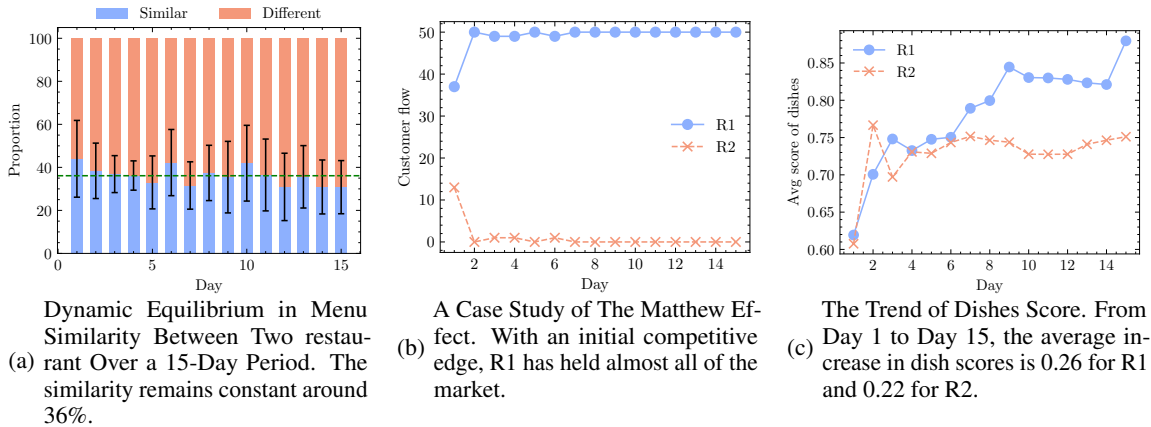 Similar Different
100
80
60
40
20
0
Proportion
0 5 10 15
Day
50
40
30
20
10
0
Customer flow
R1
R2
2 4 6 8 10 12 14
Day
0.85
0.80
0.75
0.70
0.65
0.60
Avg score of dishes
R1
R2
2 4 6 8 10 12 14
Day
(a)
Dynamic Equilibrium in Menu
Similarity Between Two restau-
rant Over a 15-Day Period. The
similarity remains constant around
36%.
(b)
A Case Study of The Matthew Ef-
fect. With an initial competitive
edge, R1 has held almost all of the
market.
(c)
The Trend of Dishes Score. From
Day 1 to Day 15, the average in-
crease in dish scores is 0.26 for R1
and 0.22 for R2.